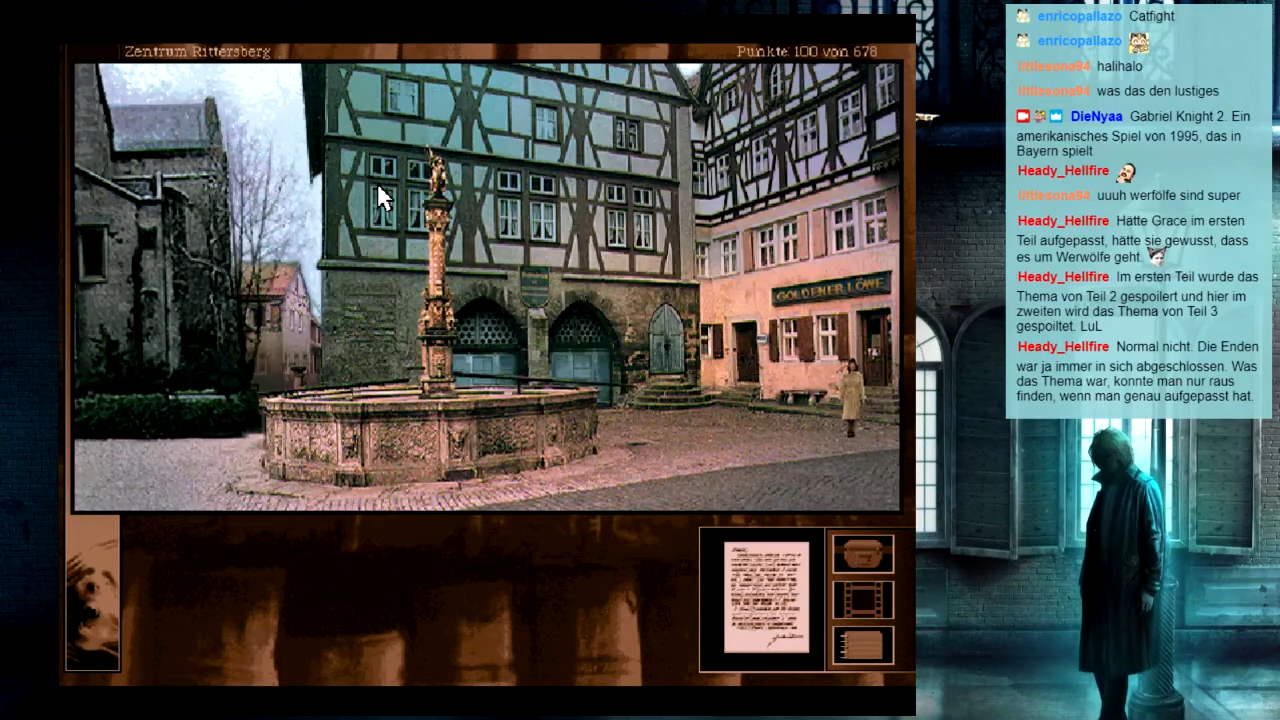 Zentrum Rittersberg
Punkte: 100 von 678
GOLDENER LÖWE
enricopallazo Catfight
enricopallazo
littlesona94 halihalo
littlesona94 was das den lustiges
DieNyaa Gabriel Knight 2. Ein
amerikanisches Spiel von 1995, das in
Bayern spielt
Heady_Hellfire
littlesona94 uuuh werfölfe sind super
Heady_Hellfire Hätte Grace im ersten
Teil aufgepasst, hätte sie gewusst, dass
es um Werwölfe geht.
Heady_Hellfire Im ersten Teil wurde das
Thema von Teil 2 gespoilert und hier im
zweiten wird das Thema von Teil 3
gespoiltet. LuL
Heady_Hellfire Normal nicht. Die Enden
war ja immer in sich abgeschlossen. Was
das Thema war, konnte man nur raus
finden, wenn man genau aufgepasst hat.